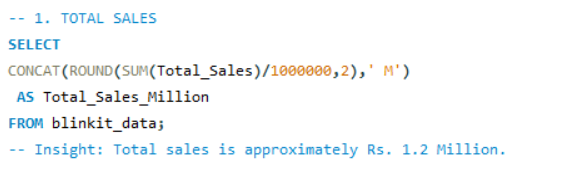 -- 1. TOTAL SALES
SELECT
CONCAT(ROUND(SUM(Total_Sales)/1000000,2),' M')
 AS Total_Sales_Million
FROM blinkit_data;
-- Insight: Total sales is approximately Rs. 1.2 Million.